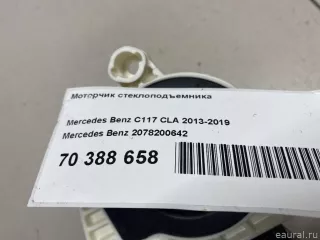 Моторчик стеклоподъемника
Mercedes Benz C117 CLA 2013-2019
Mercedes Benz 2078200642
70 388 658
eaural.ru